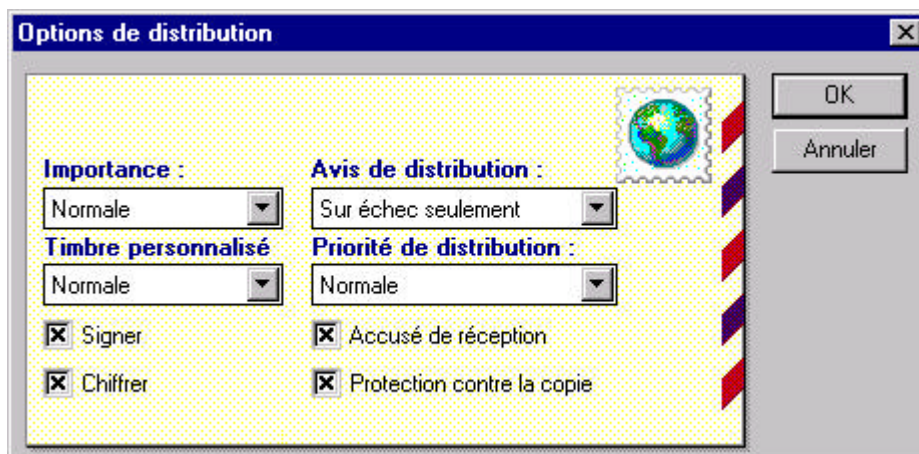 Options de distribution
OK
Annuler
Importance :
Avis de distribution :
Normale
Sur échec seulement
Timbre personnalisé
Priorité de distribution :
Normale
Normale
Signer
Accusé de réception
Chiffrer
Protection contre la copie